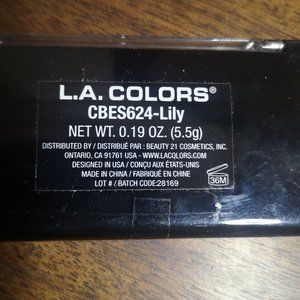 L.A. COLORS®
CBES624-Lily
NET WT. 0.19 OZ. (5.5g)
DISTRIBUTED BY / DISTRIBUÉ PAR : BEAUTY 21 COSMETICS, INC.
ONTARIO, CA 91761 USA - WWW.LACOLORS.COM
DESIGNED IN USA / CONÇU AUX ÉTATS-UNIS
MADE IN CHINA / FABRIQUÉ EN CHINE
LOT # / BATCH CODE:28169
36M